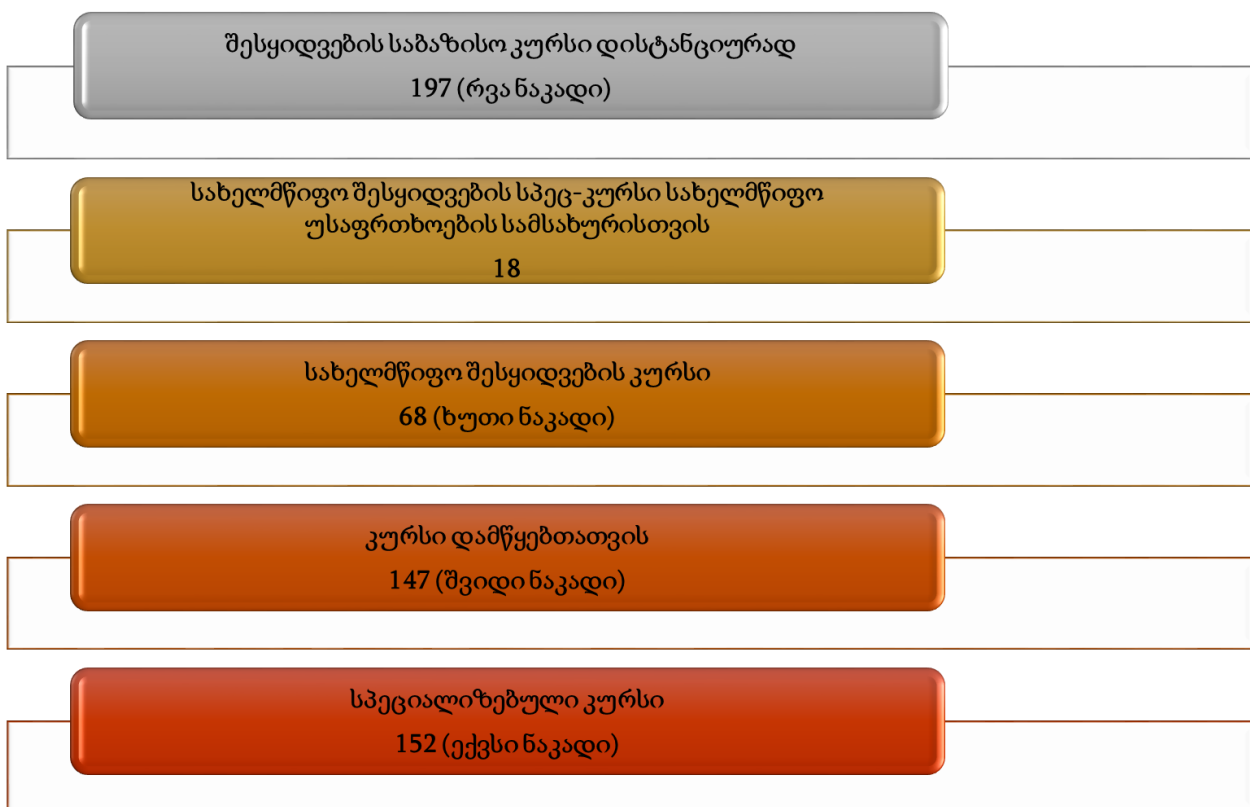 შესყიდვების საბაზისო კურსი დისტანციურად
197 (რვა ნაკადი)
სახელმწიფო შესყიდვების სპეც-კურსი სახელმწიფო
უსაფრთხოების სამსახურისთვის
18
სახელმწიფო შესყიდვების კურსი
68 (ხუთი ნაკადი)
კურსი დამწყებთათვის
147 (შვიდი ნაკადი)
სპეციალიზებული კურსი
152 (ექვსი ნაკადი)